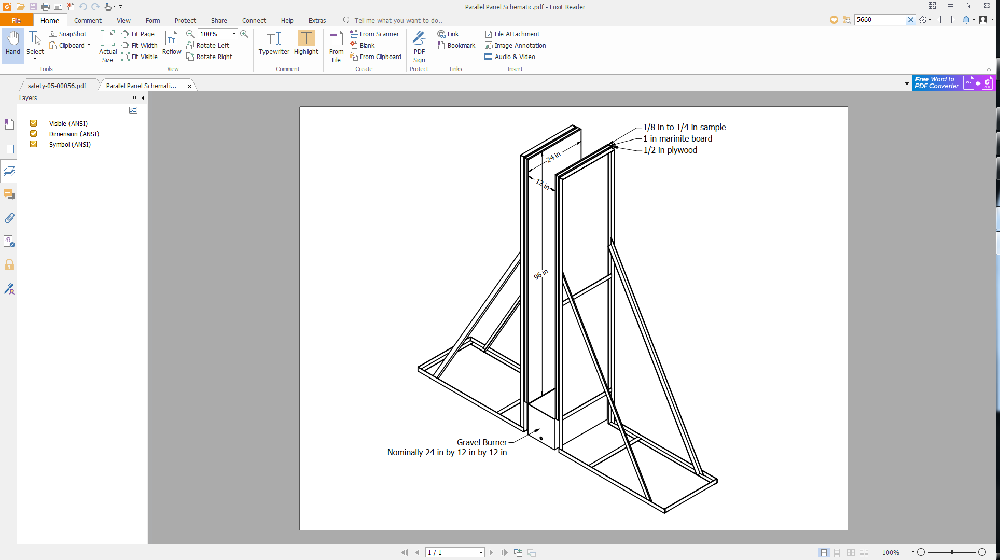 Parallel Panel Schematic.pdf - Foxit Reader
File Home Comment View Form Protect Share Connect Help Extras Tell me what you want to do.. 5660
Hand
Select
SnapShot
Clipboard
Tools
Actual Size
Fit Page
Fit Width
Fit Visible
Reflow
100%
Rotate Left
Rotate Right
View
Typewriter
Highlight
Comment
From File
From Scanner
Blank
From Clipboard
Create
PDF Sign
Protect
Link
Bookmark
Links
File Attachment
Image Annotation
Audio & Video
Insert
safety-05-00056.pdf
Parallel Panel Schemati...
Free Word to
PDF Converter
Layers
Visible (ANSI)
Dimension (ANSI)
Symbol (ANSI)
1/8 in to 1/4 in sample
1 in marinite board
1/2 in plywood
24 in
12 in
96 in
Gravel Burner
Nominally 24 in by 12 in by 12 in
1 / 1
100%